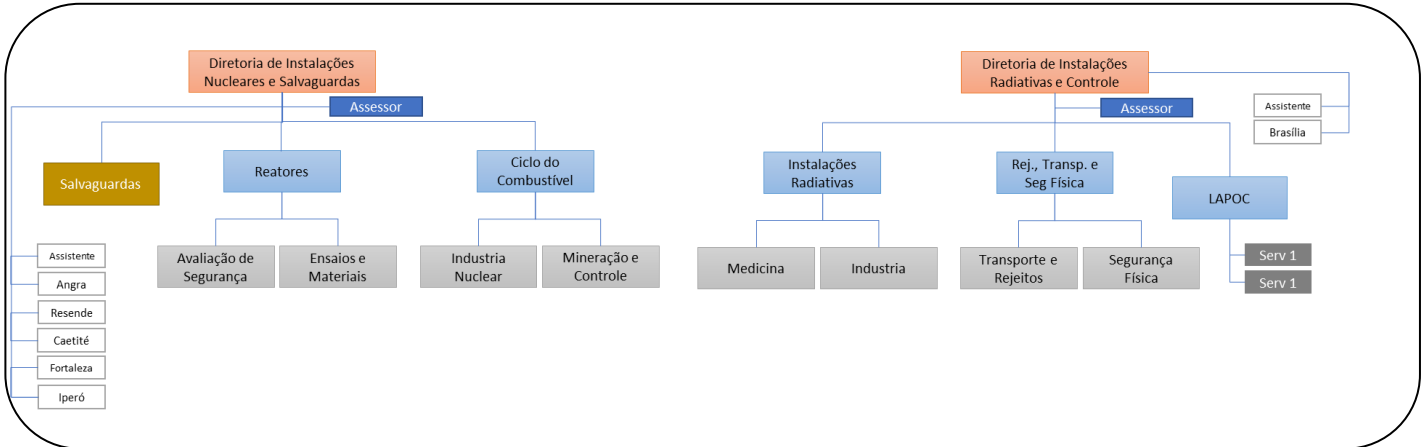 Diretoria de Instalações
Nucleares e Salvaguardas
Assessor
Salvaguardas
Reatores
Ciclo do
Combustível
Avaliação de
Segurança
Ensaios e
Materiais
Industria
Nuclear
Mineração e
Controle
Assistente
Angra
Resende
Caetité
Fortaleza
Iperó
Diretoria de Instalações
Radiativas e Controle
Assessor
Assistente
Brasília
Instalações
Radiativas
Rej., Transp. e
Seg Física
LAPOC
Medicina
Industria
Transporte e
Rejeitos
Segurança
Física
Serv 1
Serv 1